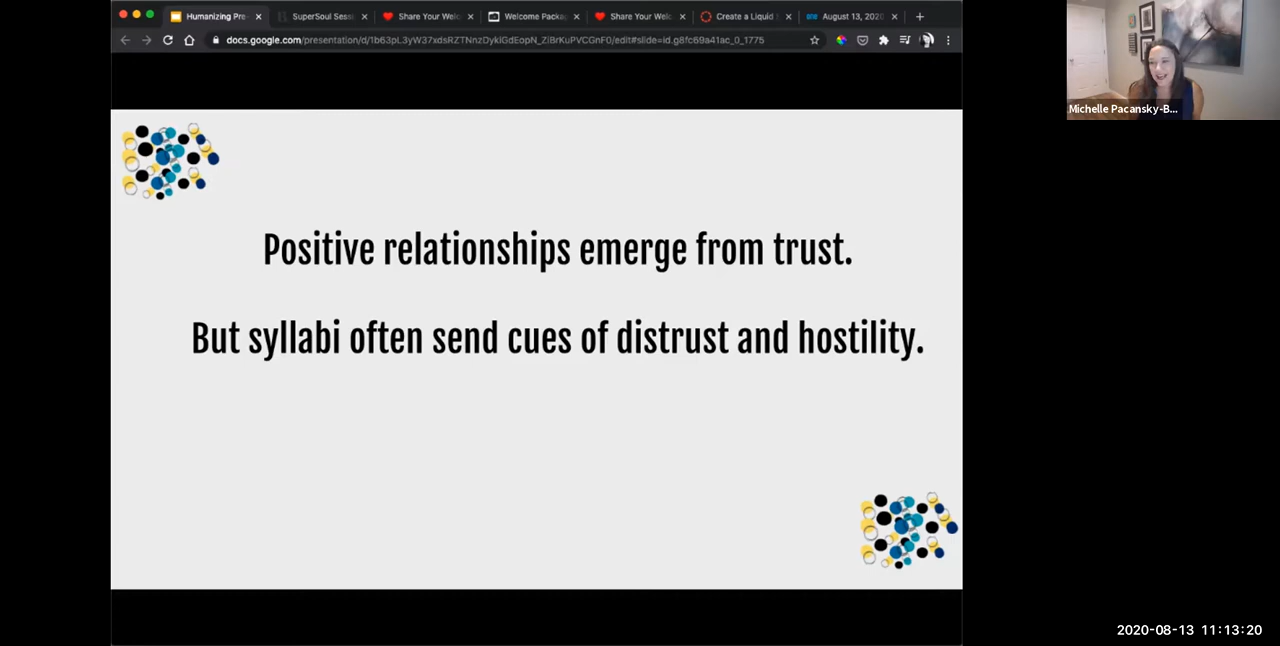 Humanizing Pre-
SuperSoul Sessi
Share Your Welc
Welcome Packag
Share Your Welc
Create a Liquid
August 13, 2020
docs.google.com/presentation/d/1b63pL3yW37xdsRZTNnzDykIGdEopN_ZiBrKuPVCGnF0/edit#slide=id.g8fc69a41ac_0_1775
Michelle Pacansky-B...
Positive relationships emerge from trust.
But syllabi often send cues of distrust and hostility.
2020-08-13 11:13:20